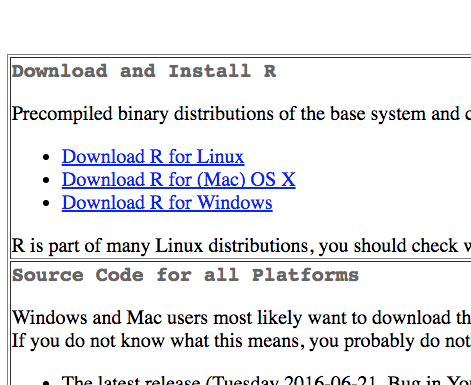 Download and Install R
Precompiled binary distributions of the base system and
Download R for Linux
Download R for (Mac) OS X
Download R for Windows
R is part of many Linux distributions, you should check
Source Code for all Platforms
Windows and Mac users most likely want to download
If you do not know what this means, you probably do not
The latest release (Tuesday 2016-06-21, Bug in